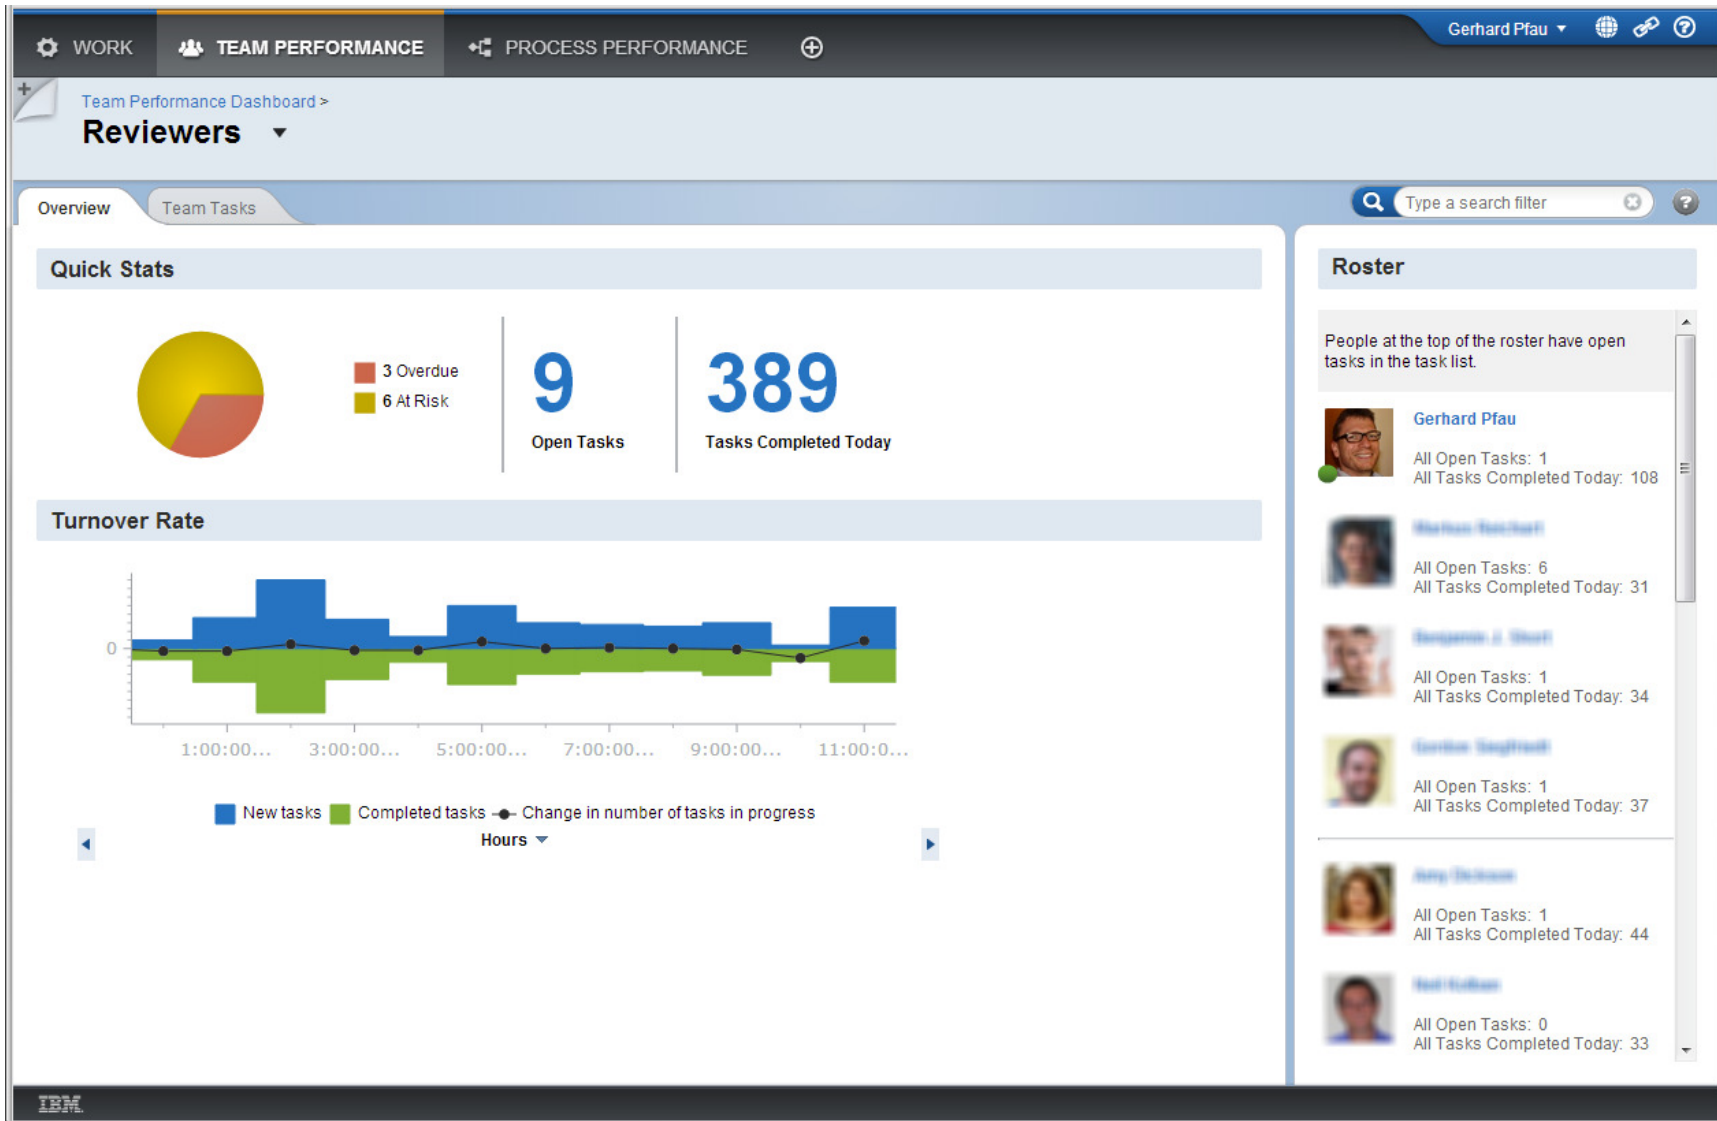 WORK
TEAM PERFORMANCE
PROCESS PERFORMANCE
Gerhard Pfau
Team Performance Dashboard >
Reviewers
Overview
Team Tasks
Type a search filter
Quick Stats
3 Overdue
6 At Risk
9
Open Tasks
389
Tasks Completed Today
Turnover Rate
0
1:00:00... 3:00:00... 5:00:00... 7:00:00... 9:00:00... 11:00:0...
New tasks Completed tasks Change in number of tasks in progress
Hours
Roster
People at the top of the roster have open
tasks in the task list.
Gerhard Pfau
All Open Tasks: 1
All Tasks Completed Today: 108
All Open Tasks: 6
All Tasks Completed Today: 31
All Open Tasks: 1
All Tasks Completed Today: 34
All Open Tasks: 1
All Tasks Completed Today: 37
All Open Tasks: 1
All Tasks Completed Today: 44
All Open Tasks: 0
All Tasks Completed Today: 33
IBM